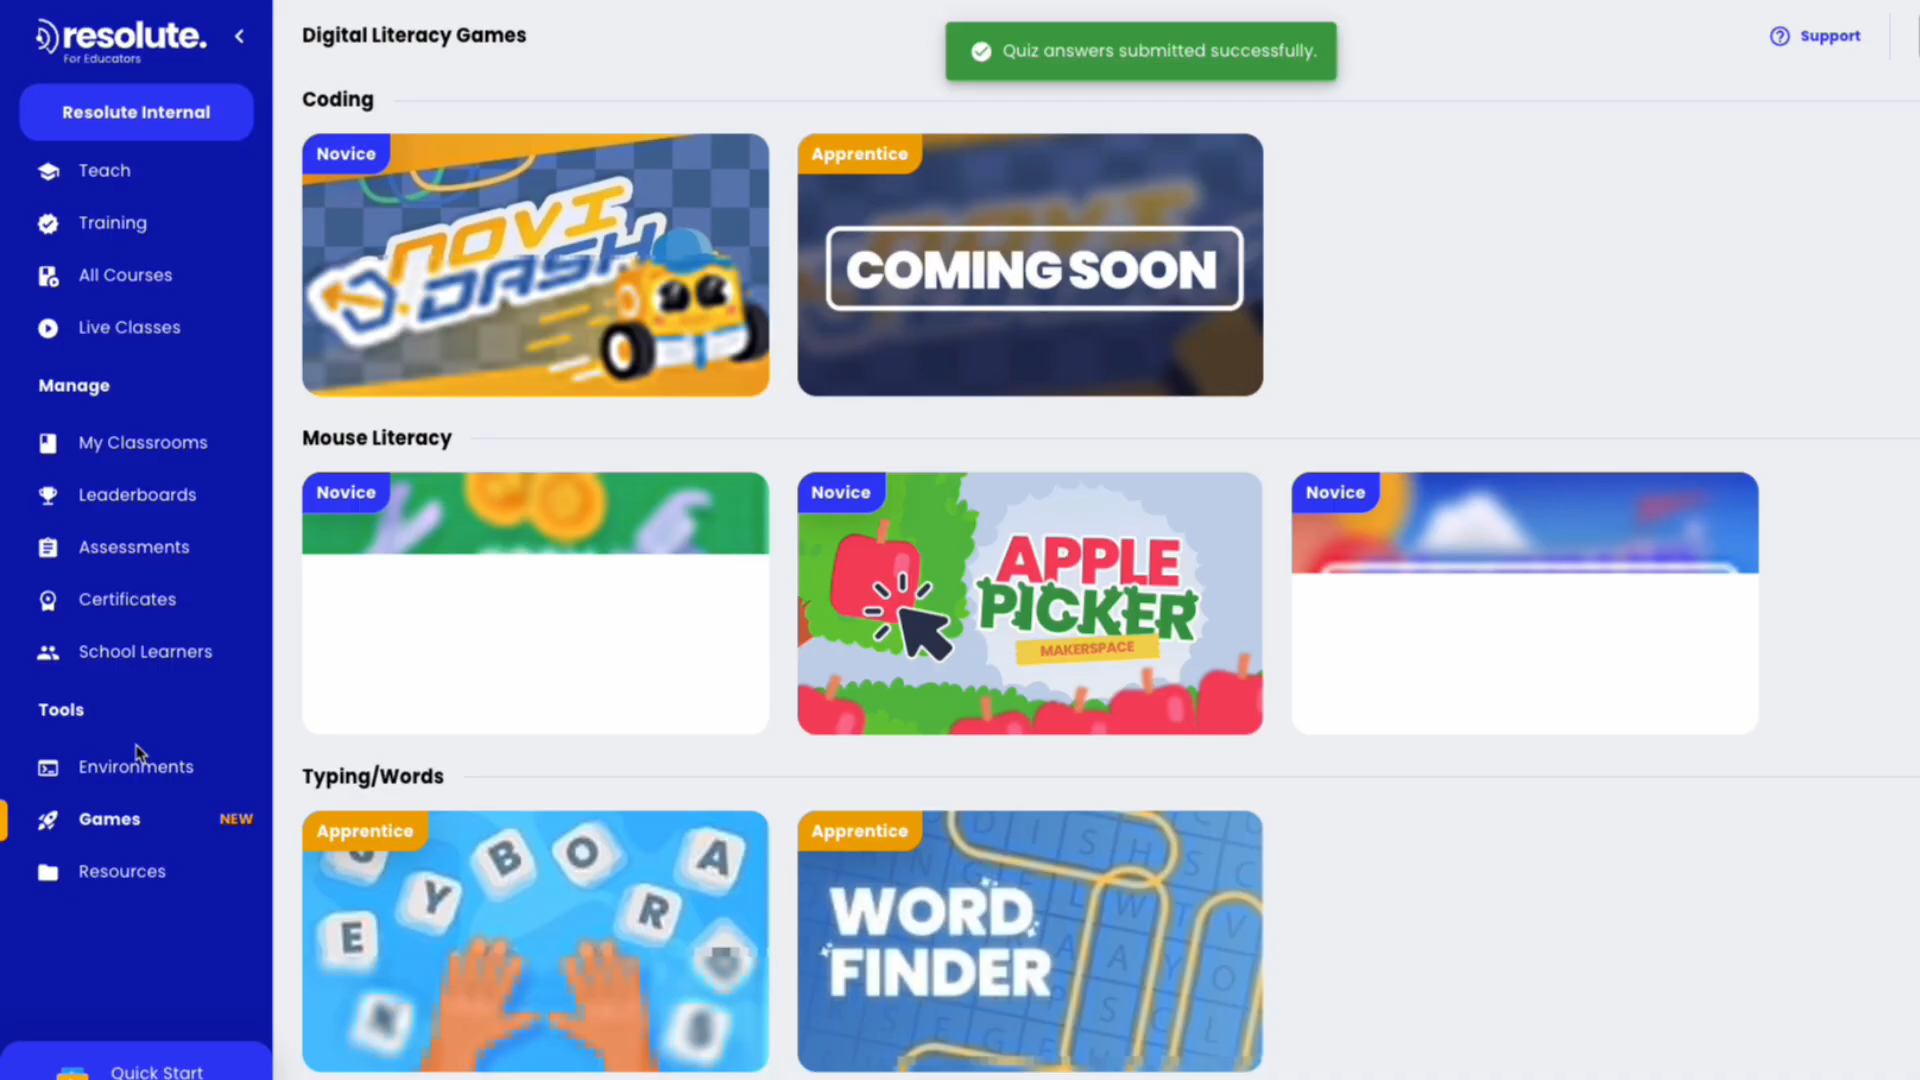 resolute.
For Educators
Resolute Internal
Teach
Training
All Courses
Live Classes
Manage
My Classrooms
Leaderboards
Assessments
Certificates
School Learners
Tools
Environments
Games NEW
Resources
Quick Start
Digital Literacy Games
Quiz answers submitted successfully.
Support
Coding
Novice
NOVI
DASH
Apprentice
COMING SOON
Mouse Literacy
Novice
Novice
APPLE
PICKER
MAKERSPACE
Novice
Typing/Words
Apprentice
Y B O A
E R
Apprentice
WORD
FINDER